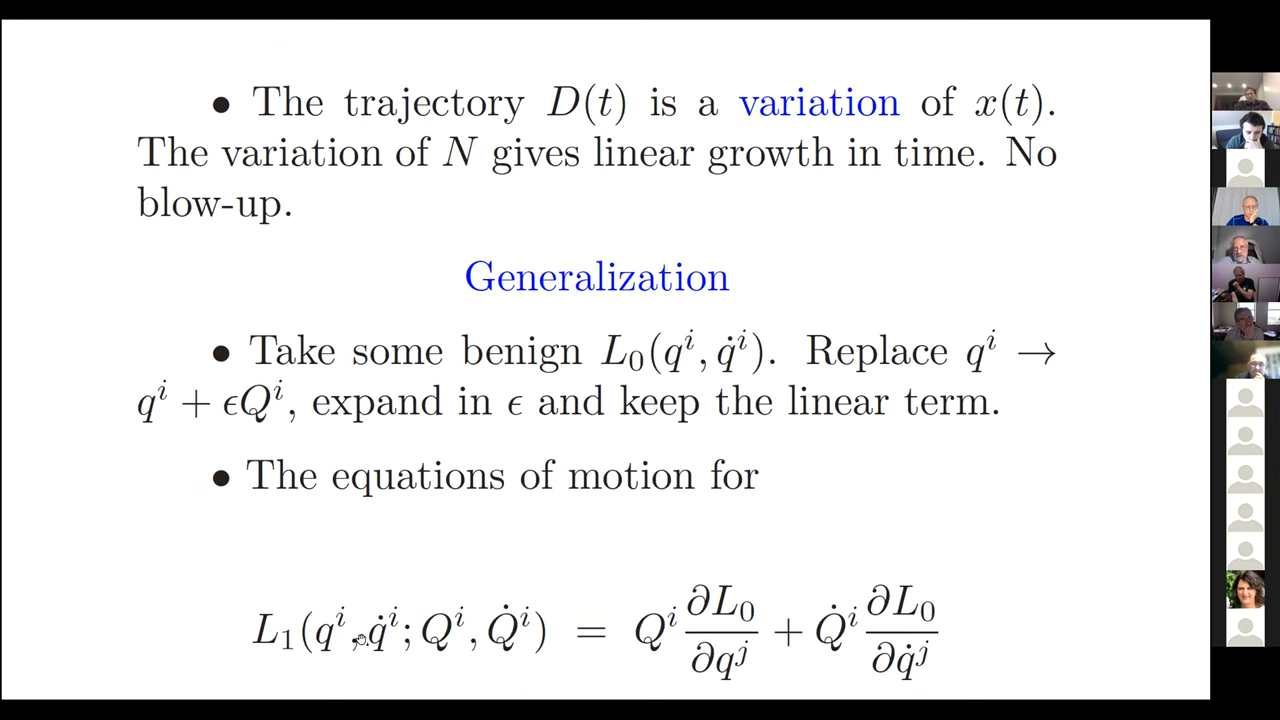 • The trajectory D(t) is a variation of x(t).
The variation of N gives linear growth in time. No
blow-up.
Generalization
• Take some benign L₀(qⁱ, q̇ⁱ). Replace qⁱ →
qⁱ + ϵQⁱ, expand in ϵ and keep the linear term.
• The equations of motion for
L₁(qⁱ, q̇ⁱ; Qⁱ, Q̇ⁱ) = Qⁱ ∂L₀/∂qʲ + Q̇ⁱ ∂L₀/∂q̇ʲ